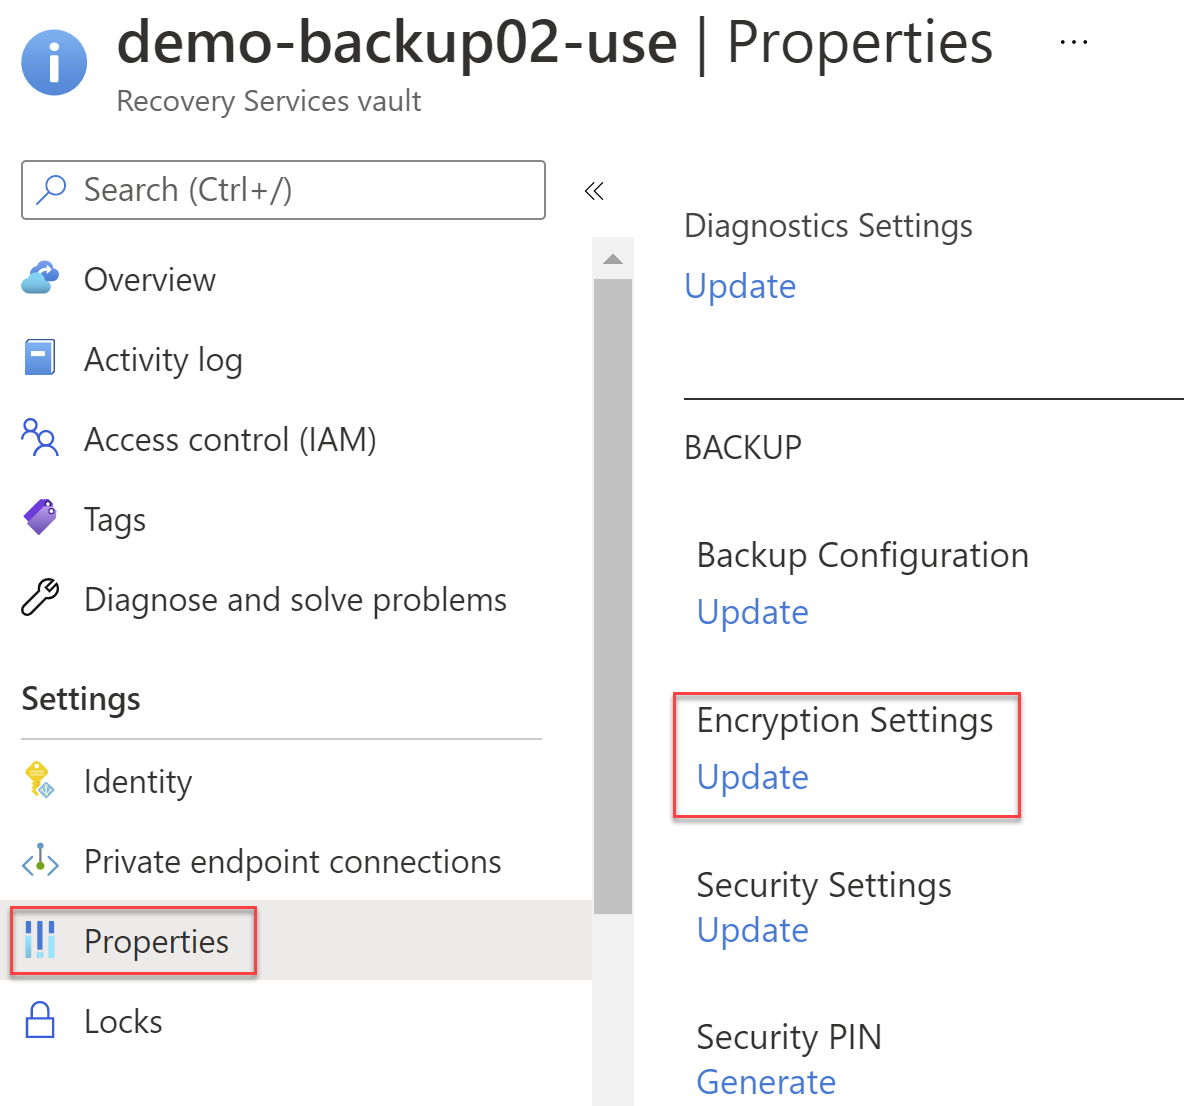 demo-backup02-use | Properties ...
Recovery Services vault
Search (Ctrl+/)
«
Overview
Activity log
Access control (IAM)
Tags
Diagnose and solve problems
Settings
Identity
Private endpoint connections
Properties
Locks
Diagnostics Settings
Update
BACKUP
Backup Configuration
Update
Encryption Settings
Update
Security Settings
Update
Security PIN
Generate